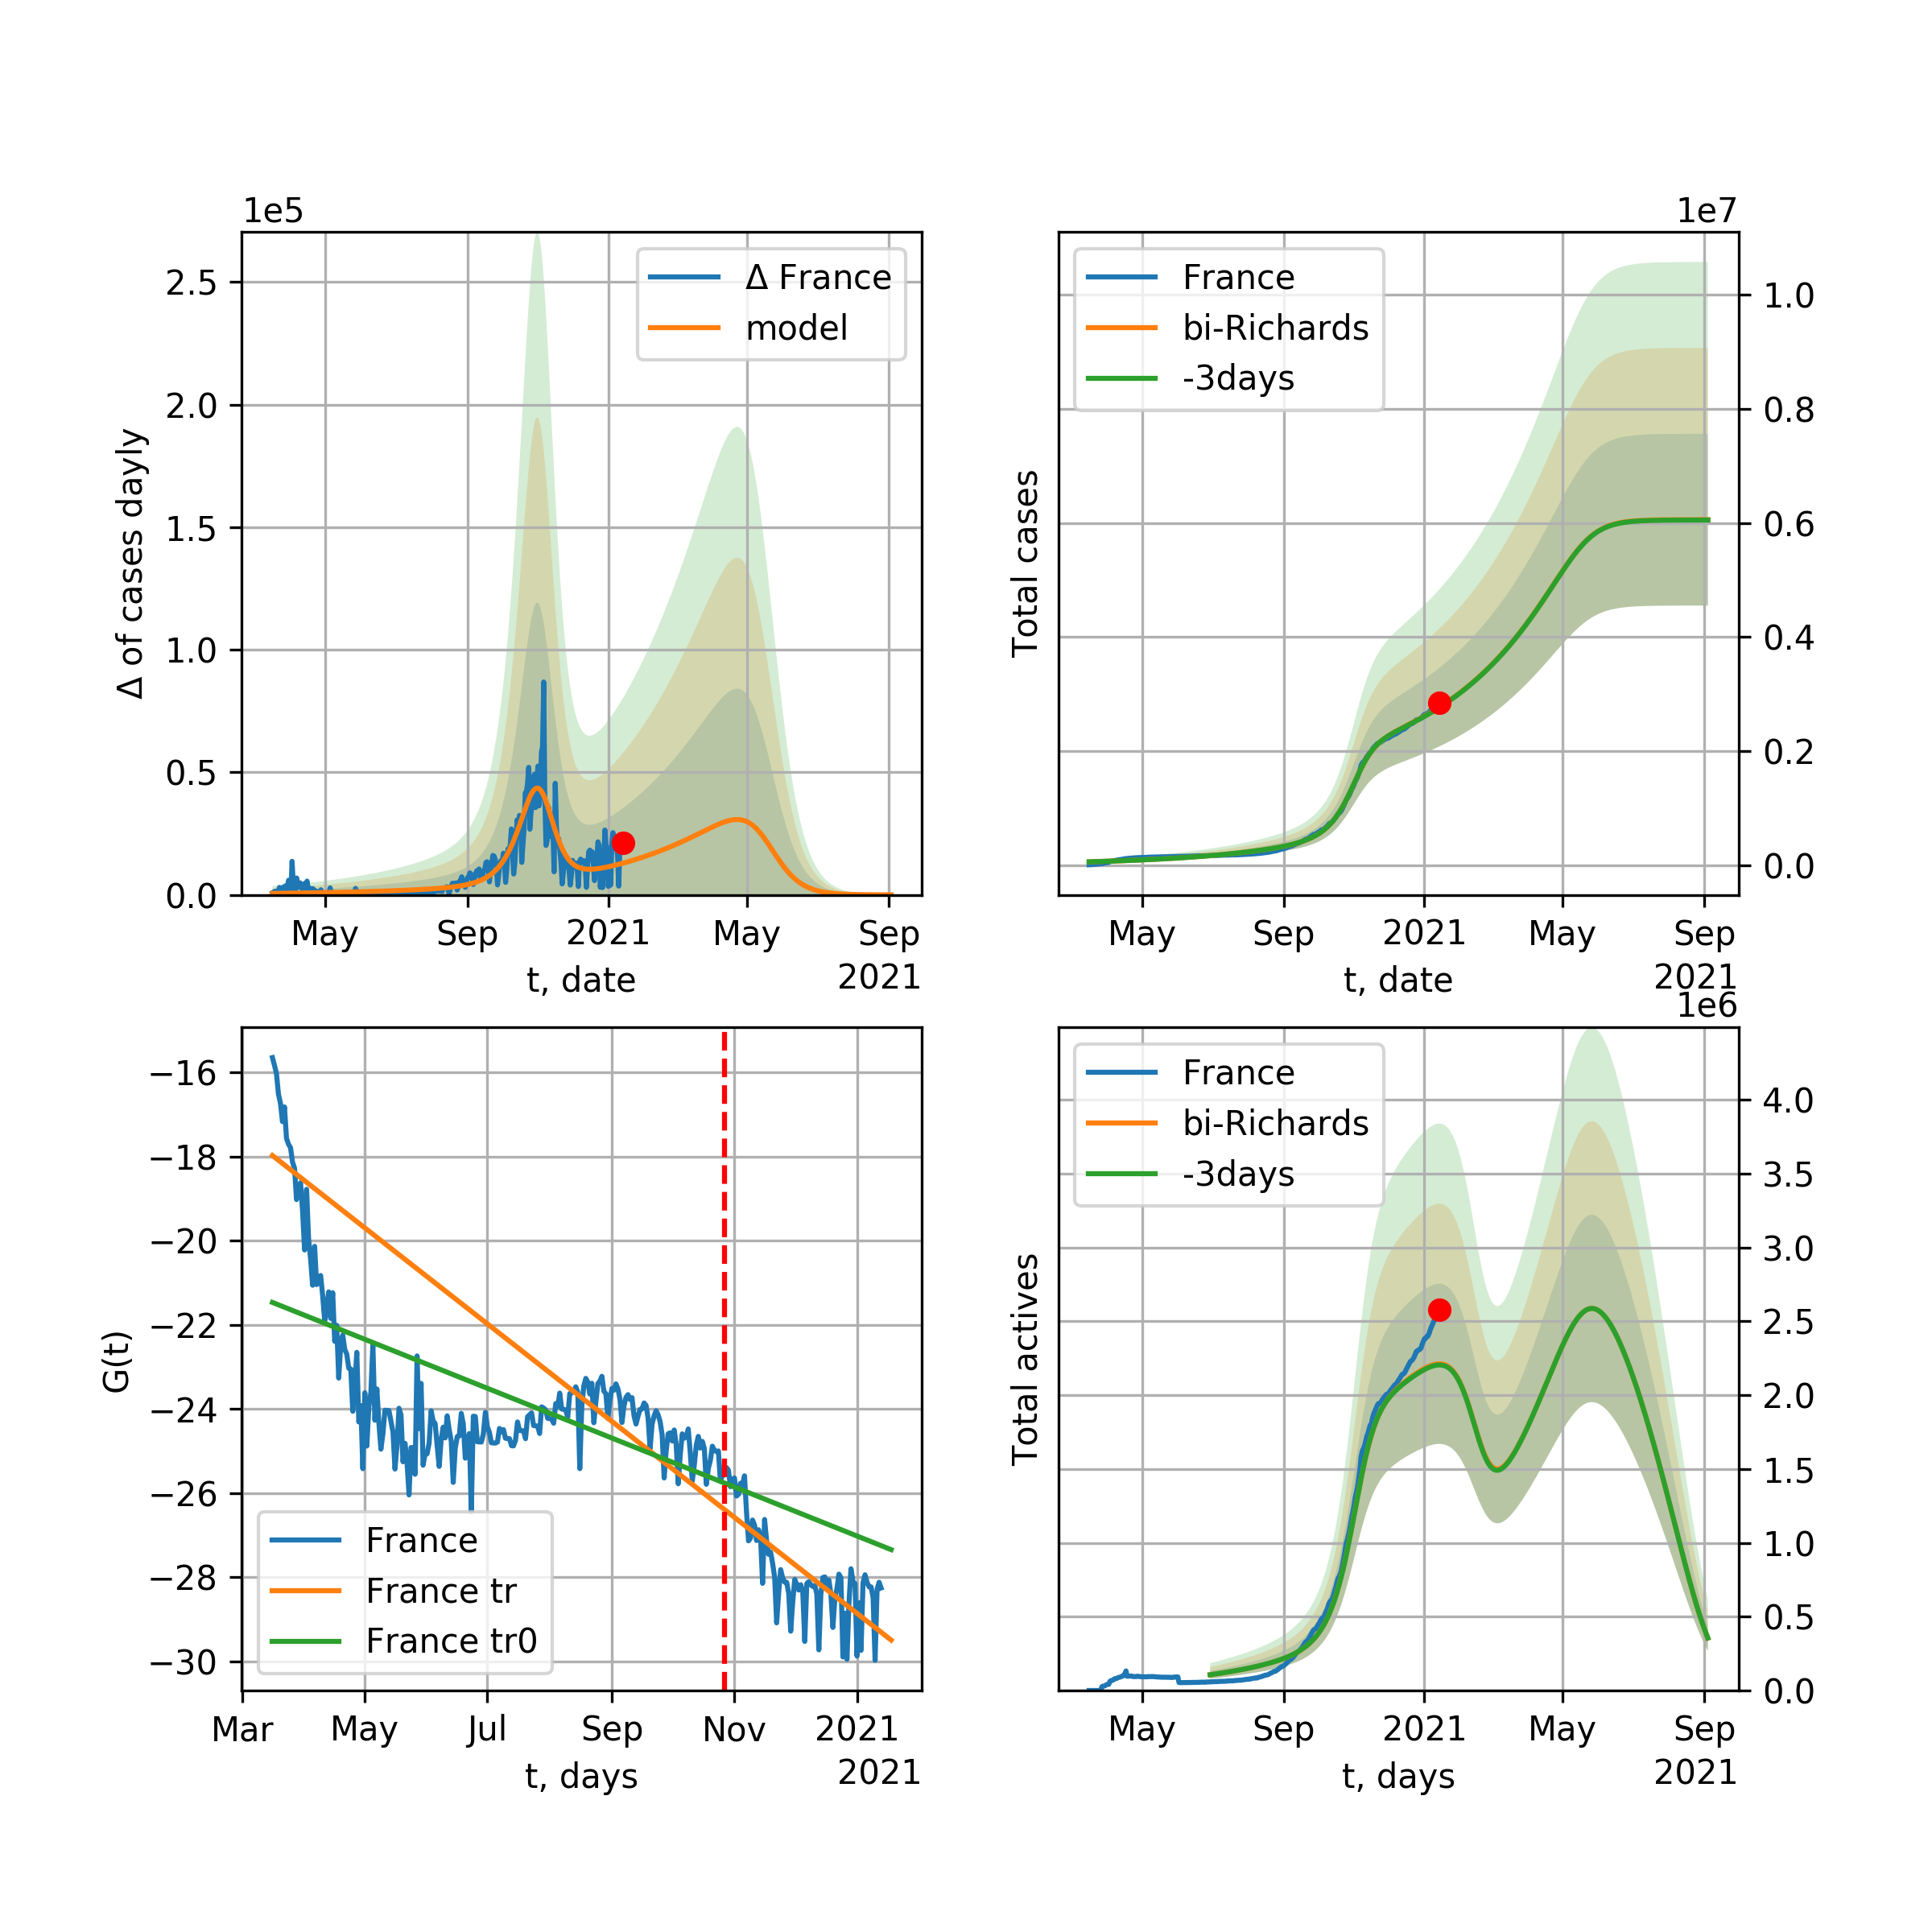 1e5
Δ of cases dayly
2.5
2.0
1.5
1.0
0.5
0.0
Δ France
model
May
Sep
2021
May
Sep
t, date
2021
1e7
Total cases
France
bi-Richards
-3days
1.0
0.8
0.6
0.4
0.2
0.0
May
Sep
2021
May
Sep
t, date
2021
G(t)
−16
−18
−20
−22
−24
−26
−28
−30
France
France tr
France tr0
Mar
May
Jul
Sep
Nov
2021
t, days
2021
1e6
Total actives
France
bi-Richards
-3days
4.0
3.5
3.0
2.5
2.0
1.5
1.0
0.5
0.0
May
Sep
2021
May
Sep
t, days
2021